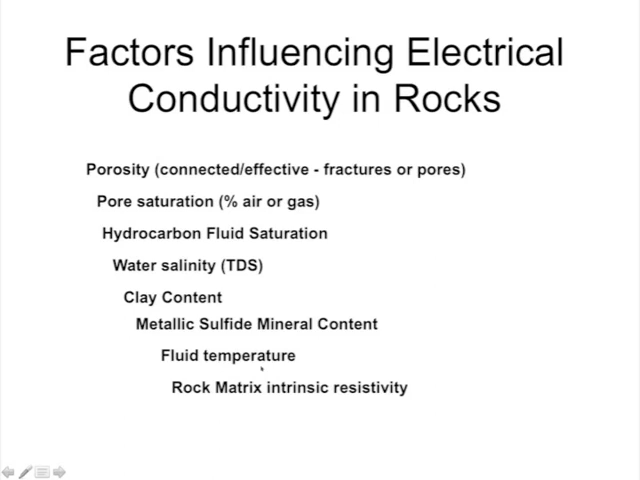 Factors Influencing Electrical
Conductivity in Rocks
Porosity (connected/effective - fractures or pores)
Pore saturation (% air or gas)
Hydrocarbon Fluid Saturation
Water salinity (TDS)
Clay Content
Metallic Sulfide Mineral Content
Fluid temperature
Rock Matrix intrinsic resistivity